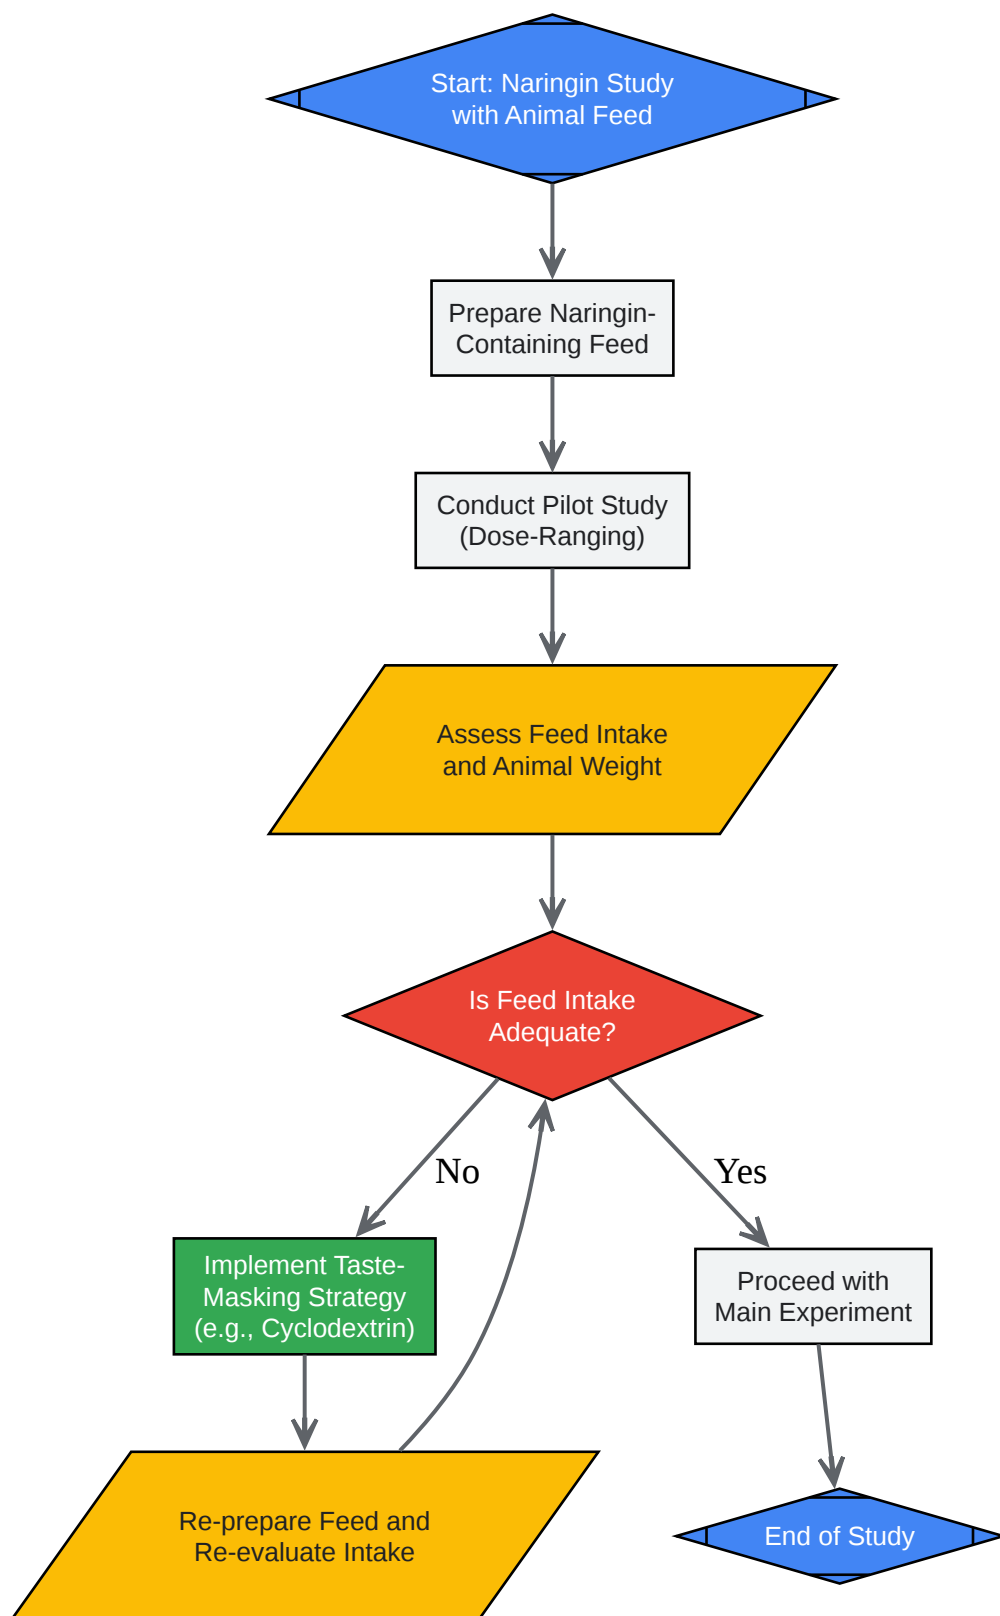 Start: Naringin Study
with Animal Feed
Prepare Naringin-
Containing Feed
Conduct Pilot Study
(Dose-Ranging)
Assess Feed Intake
and Animal Weight
Is Feed Intake
Adequate?
No
Yes
Implement Taste-
Masking Strategy
(e.g., Cyclodextrin)
Proceed with
Main Experiment
Re-prepare Feed and
Re-evaluate Intake
End of Study